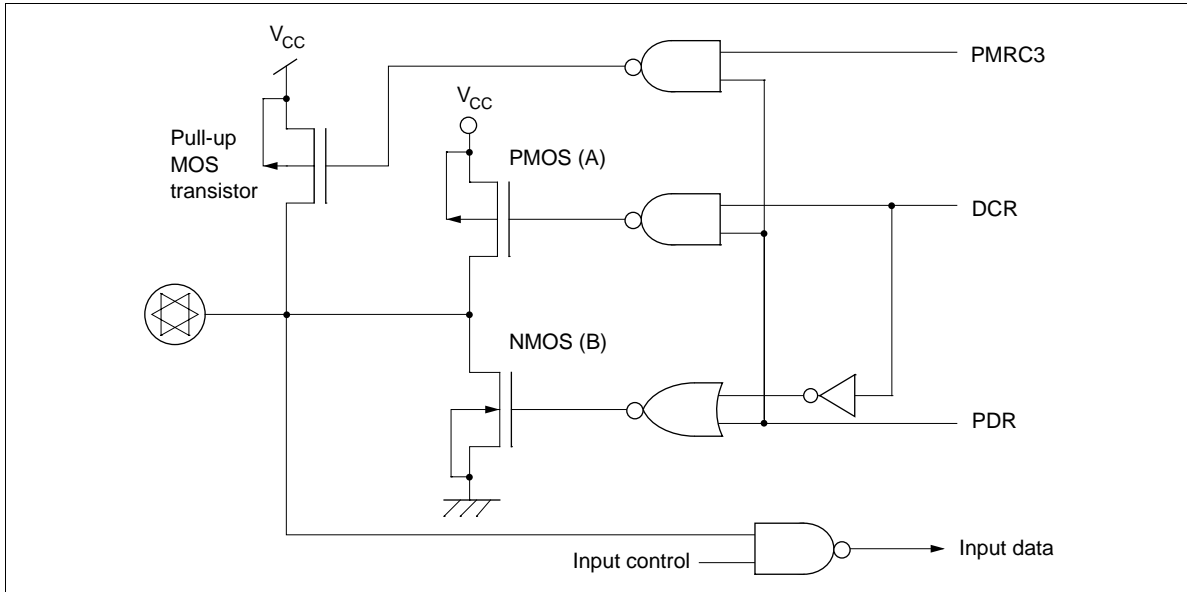 VCC
PMRC3
VCC
Pull-up
MOS
transistor
PMOS (A)
DCR
NMOS (B)
PDR
Input control
Input data